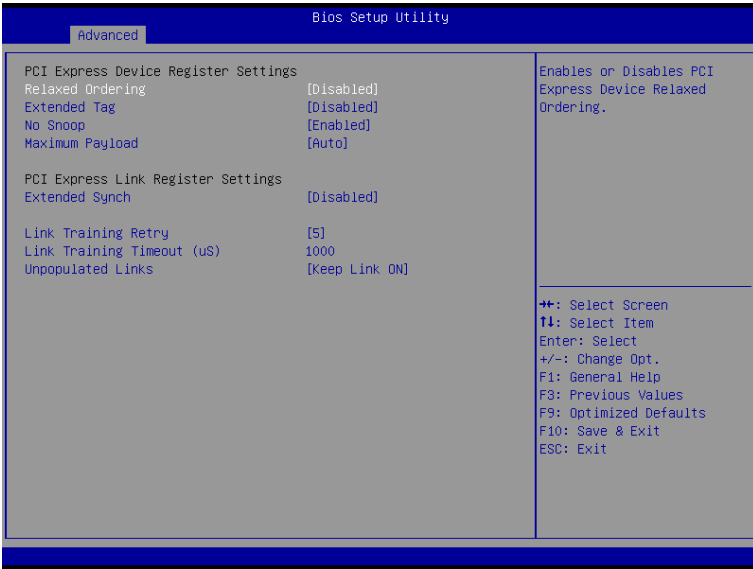 Bios Setup Utility
Advanced
PCI Express Device Register Settings
Relaxed Ordering [Disabled]
Extended Tag [Disabled]
No Snoop [Enabled]
Maximum Payload [Auto]
PCI Express Link Register Settings
Extended Synch [Disabled]
Link Training Retry [5]
Link Training Timeout (uS) 1000
Unpopulated Links [Keep Link ON]
Enables or Disables PCI
Express Device Relaxed
Ordering.
→←: Select Screen
↑↓: Select Item
Enter: Select
+/-: Change Opt.
F1: General Help
F3: Previous Values
F9: Optimized Defaults
F10: Save & Exit
ESC: Exit